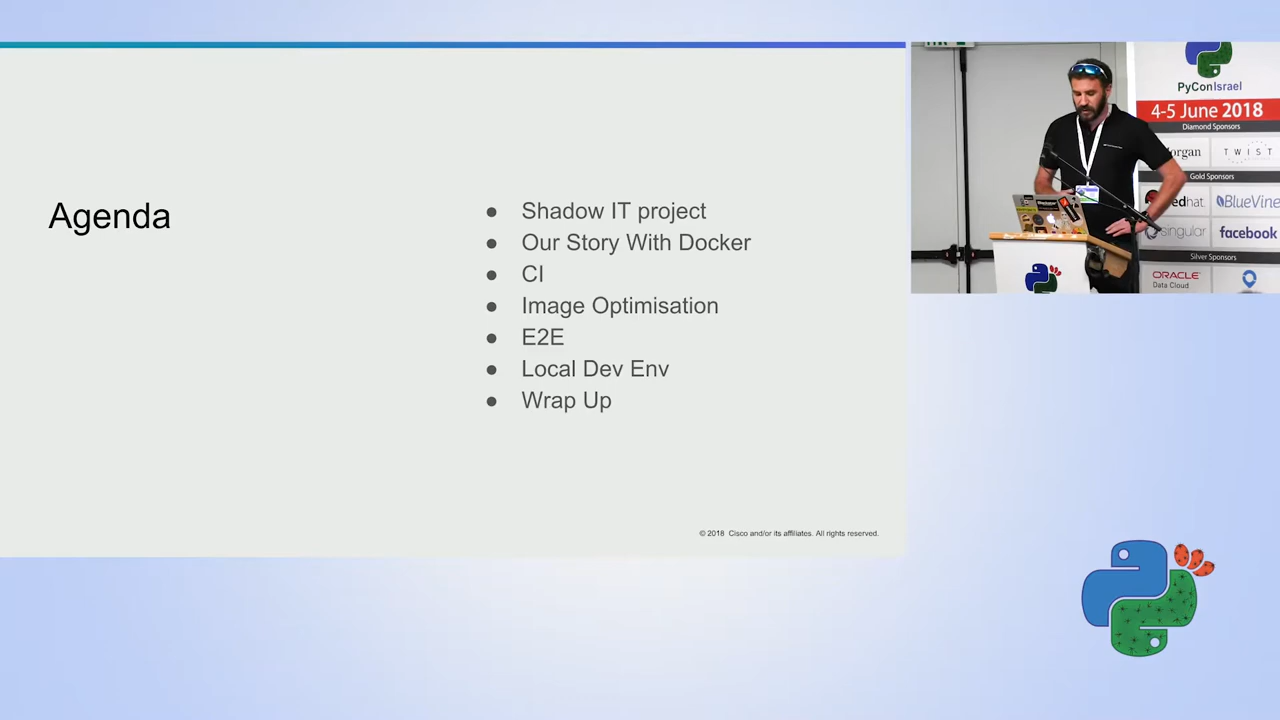 Agenda
● Shadow IT project
● Our Story With Docker
● CI
● Image Optimisation
● E2E
● Local Dev Env
● Wrap Up
© 2018 Cisco and/or its affiliates. All rights reserved.
PyConIsrael
4-5 June 2018
Diamond Sponsors
TWIST
Gold Sponsors
BlueVine
singular
facebook
Silver Sponsors
ORACLE
Data Cloud